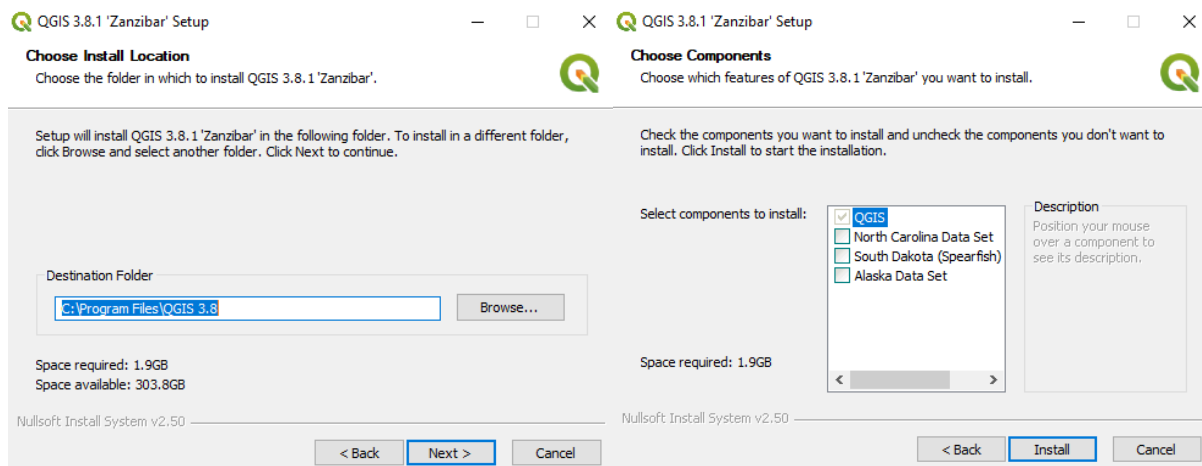 QGIS 3.8.1 'Zanzibar' Setup
Choose Install Location
Choose the folder in which to install QGIS 3.8.1 'Zanzibar'.
Setup will install QGIS 3.8.1 'Zanzibar' in the following folder. To install in a different folder,
click Browse and select another folder. Click Next to continue.
Destination Folder
C:\Program Files\QGIS 3.8
Browse...
Space required: 1.9GB
Space available: 303.8GB
Nullsoft Install System v2.50
< Back
Next >
Cancel
QGIS 3.8.1 'Zanzibar' Setup
Choose Components
Choose which features of QGIS 3.8.1 'Zanzibar' you want to install.
Check the components you want to install and uncheck the components you don't want to
install. Click Install to start the installation.
Select components to install:
QGIS
North Carolina Data Set
South Dakota (Spearfish)
Alaska Data Set
Description
Position your mouse
over a component to
see its description.
Space required: 1.9GB
Nullsoft Install System v2.50
< Back
Install
Cancel